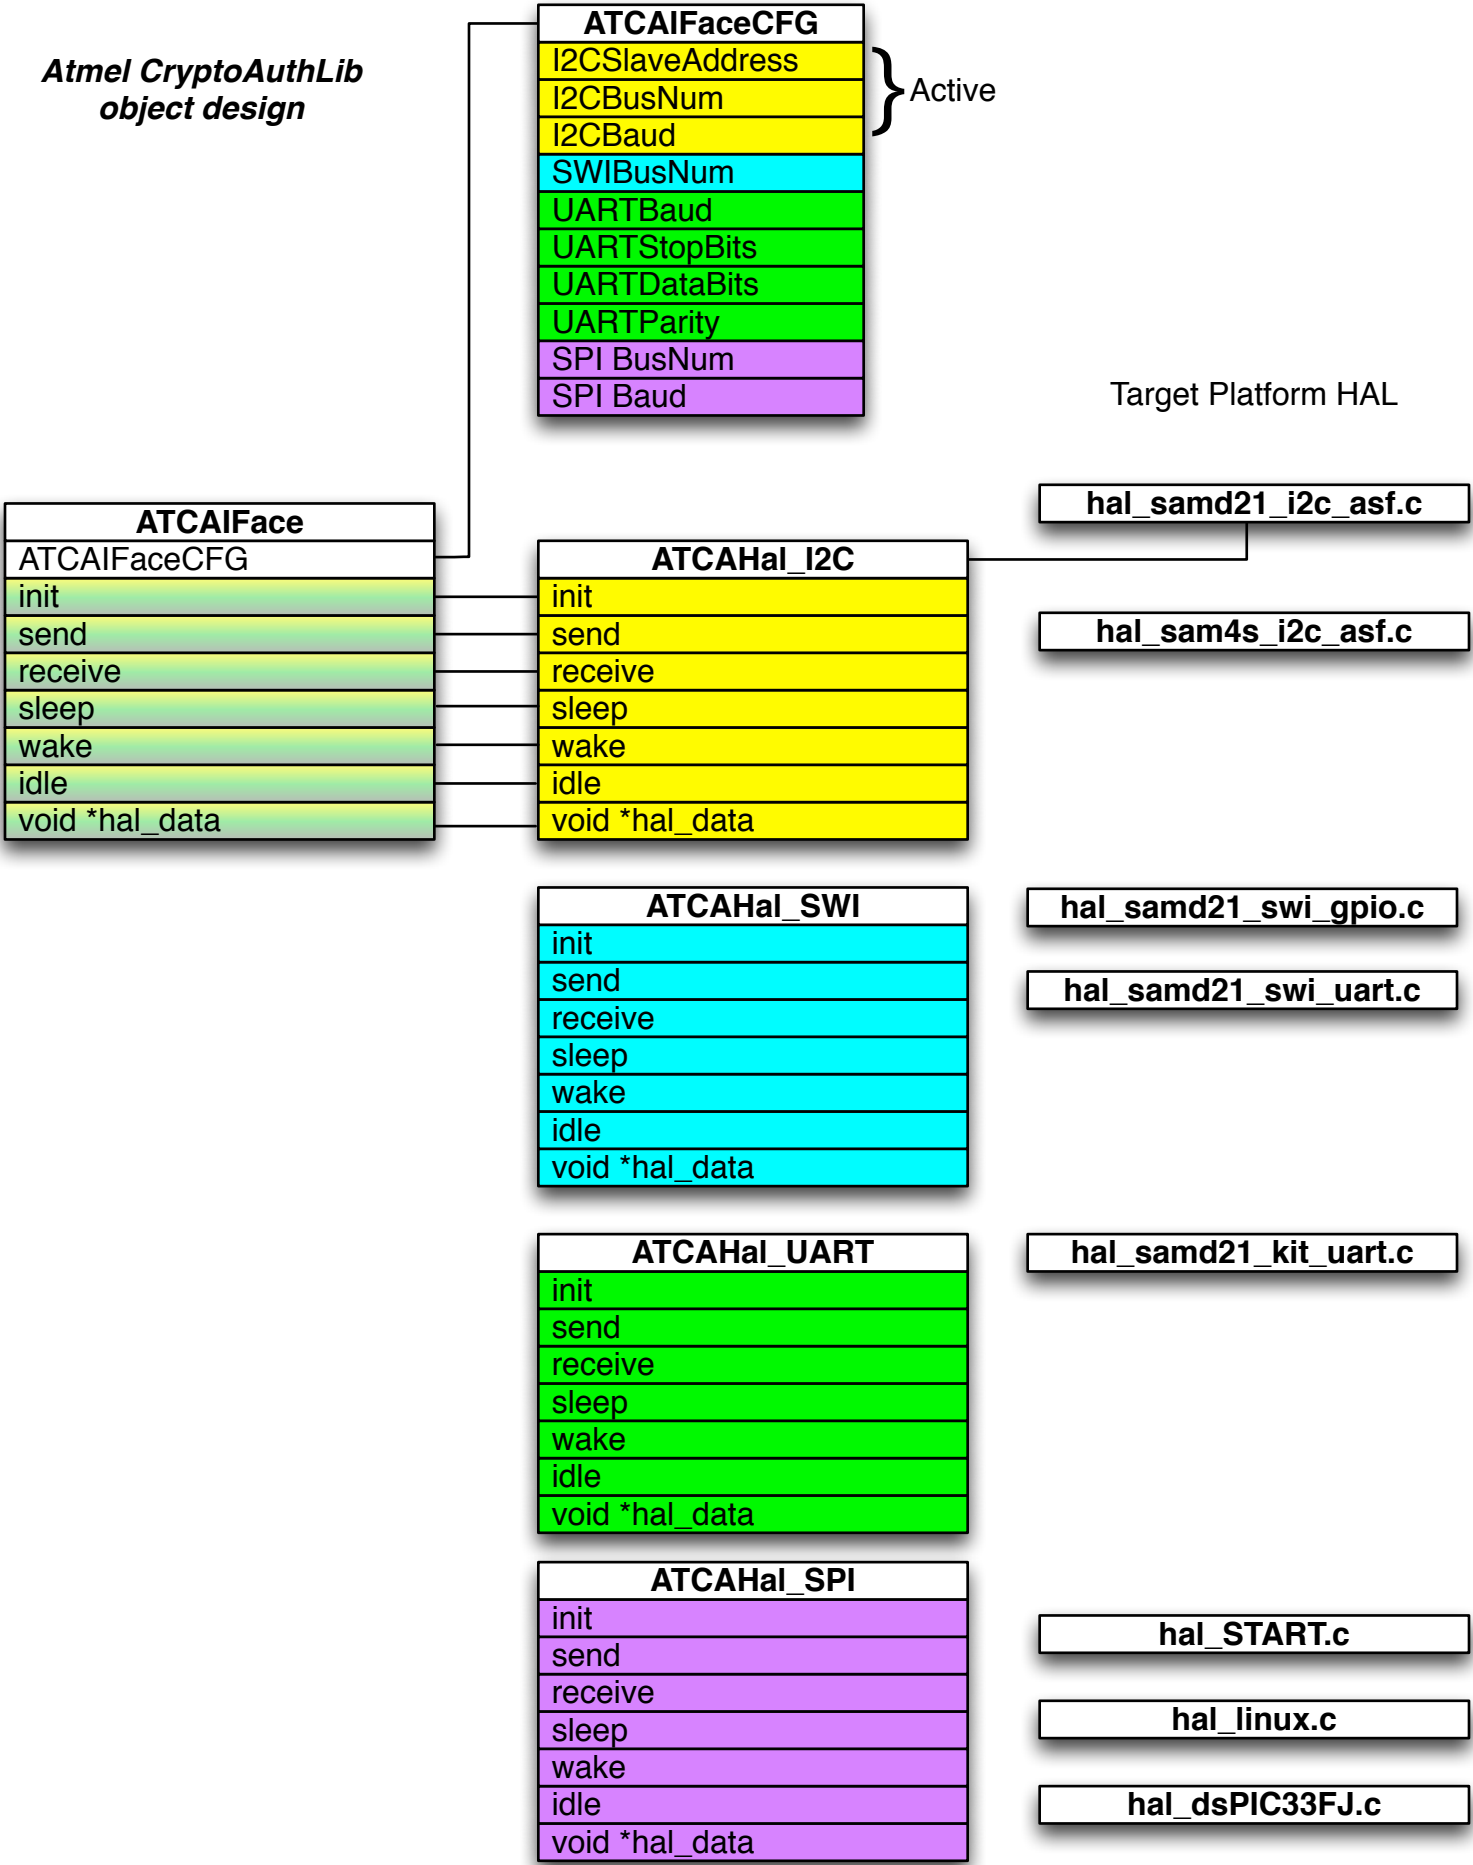 Atmel CryptoAuthLib
object design
ATCAIFaceCFG
I2CSlaveAddress
I2CBusNum
I2CBaud
SWIBusNum
UARTBaud
UARTStopBits
UARTDataBits
UARTParity
SPI BusNum
SPI Baud
Active
Target Platform HAL
ATCAIFace
ATCAIFaceCFG
init
send
receive
sleep
wake
idle
void *hal_data
ATCAHal_I2C
init
send
receive
sleep
wake
idle
void *hal_data
hal_samd21_i2c_asf.c
hal_sam4s_i2c_asf.c
ATCAHal_SWI
init
send
receive
sleep
wake
idle
void *hal_data
hal_samd21_swi_gpio.c
hal_samd21_swi_uart.c
ATCAHal_UART
init
send
receive
sleep
wake
idle
void *hal_data
hal_samd21_kit_uart.c
ATCAHal_SPI
init
send
receive
sleep
wake
idle
void *hal_data
hal_START.c
hal_linux.c
hal_dsPIC33FJ.c